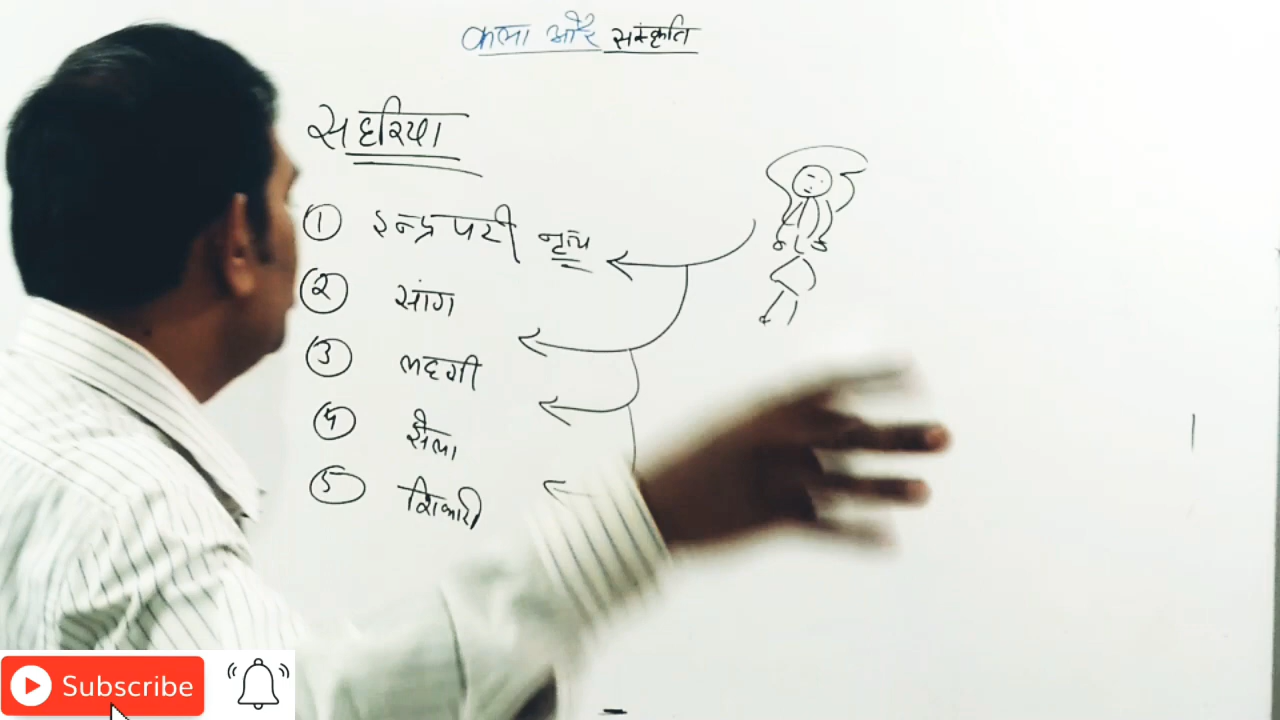 कला और संस्कृति
सहरिया
① इन्द्रपरी नृत्य
② सांग
③ लहगी
④ झैला
⑤ शिकारी
Subscribe